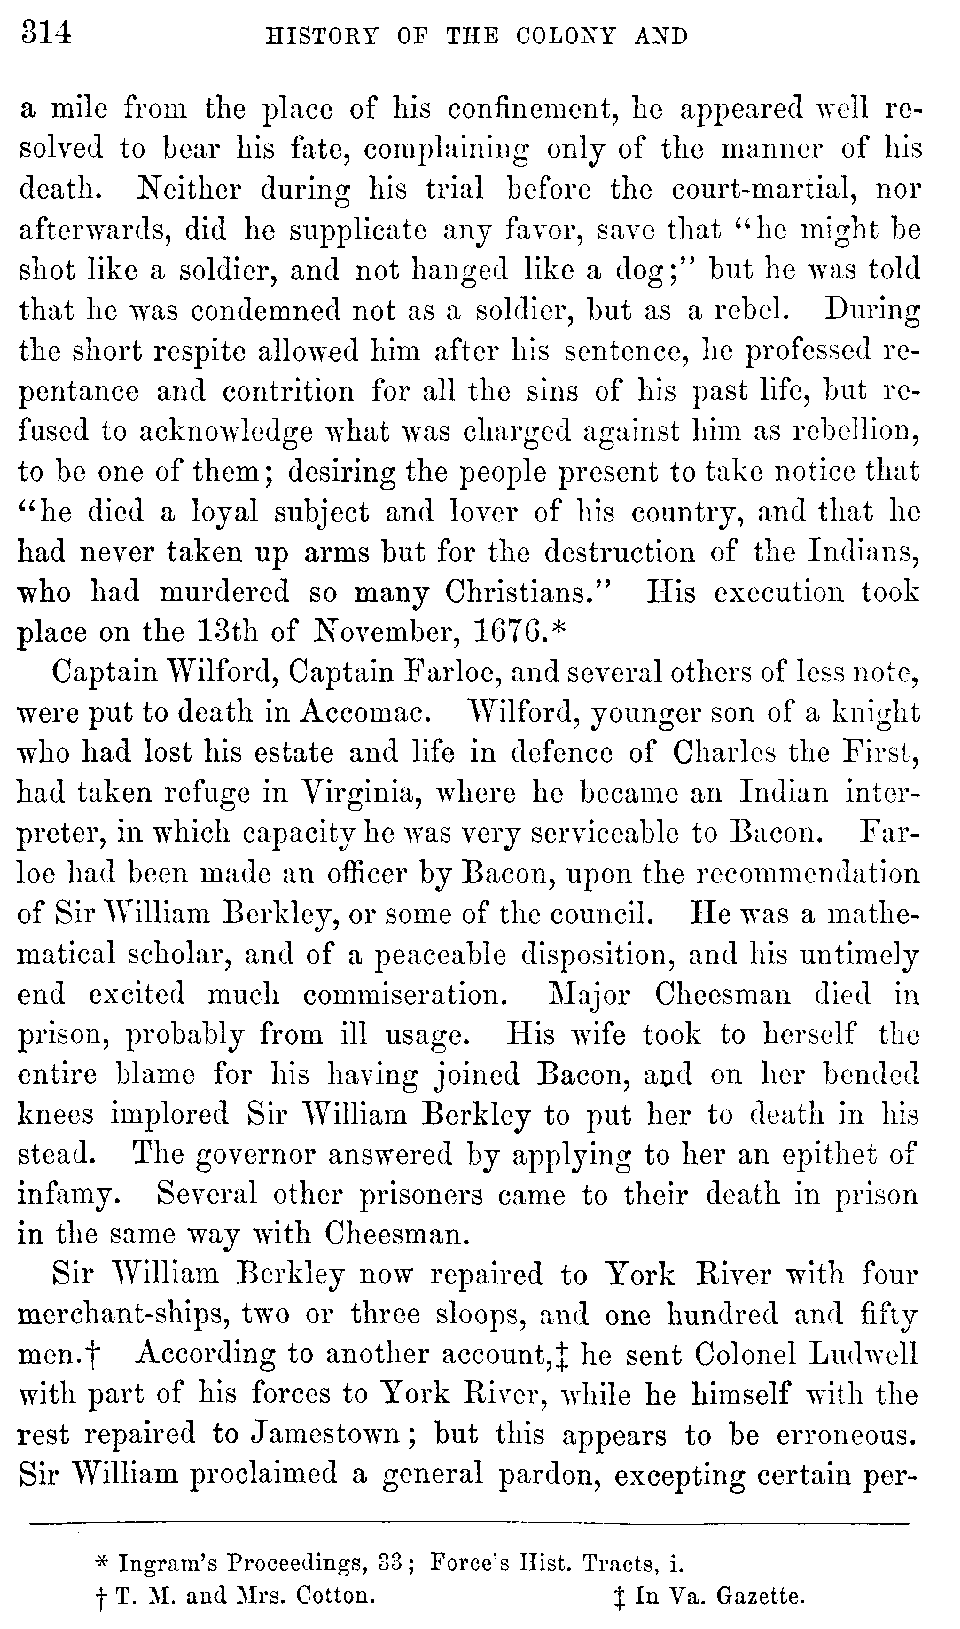 314 HISTORY OF THE COLONY AND
a mile from the place of his confinement, he appeared well re-
solved to bear his fate, complaining only of the manner of his
death. Neither during his trial before the court-martial, nor
afterwards, did he supplicate any favor, save that “he might be
shot like a soldier, and not hanged like a dog;” but he was told
that he was condemned not as a soldier, but as a rebel. During
the short respite allowed him after his sentence, he professed re-
pentance and contrition for all the sins of his past life, but re-
fused to acknowledge what was charged against him as rebellion,
to be one of them; desiring the people present to take notice that
“he died a loyal subject and lover of his country, and that he
had never taken up arms but for the destruction of the Indians,
who had murdered so many Christians.” His execution took
place on the 13th of November, 1676.*
Captain Wilford, Captain Farloe, and several others of less note,
were put to death in Accomac. Wilford, younger son of a knight
who had lost his estate and life in defence of Charles the First,
had taken refuge in Virginia, where he became an Indian inter-
preter, in which capacity he was very serviceable to Bacon. Far-
loe had been made an officer by Bacon, upon the recommendation
of Sir William Berkley, or some of the council. He was a mathe-
matical scholar, and of a peaceable disposition, and his untimely
end excited much commiseration. Major Cheesman died in
prison, probably from ill usage. His wife took to herself the
entire blame for his having joined Bacon, and on her bended
knees implored Sir William Berkley to put her to death in his
stead. The governor answered by applying to her an epithet of
infamy. Several other prisoners came to their death in prison
in the same way with Cheesman.
Sir William Berkley now repaired to York River with four
merchant-ships, two or three sloops, and one hundred and fifty
men.† According to another account,‡ he sent Colonel Ludwell
with part of his forces to York River, while he himself with the
rest repaired to Jamestown; but this appears to be erroneous.
Sir William proclaimed a general pardon, excepting certain per-
* Ingram's Proceedings, 33; Force's Hist. Tracts, i.
† T. M. and Mrs. Cotton. ‡ In Va. Gazette.